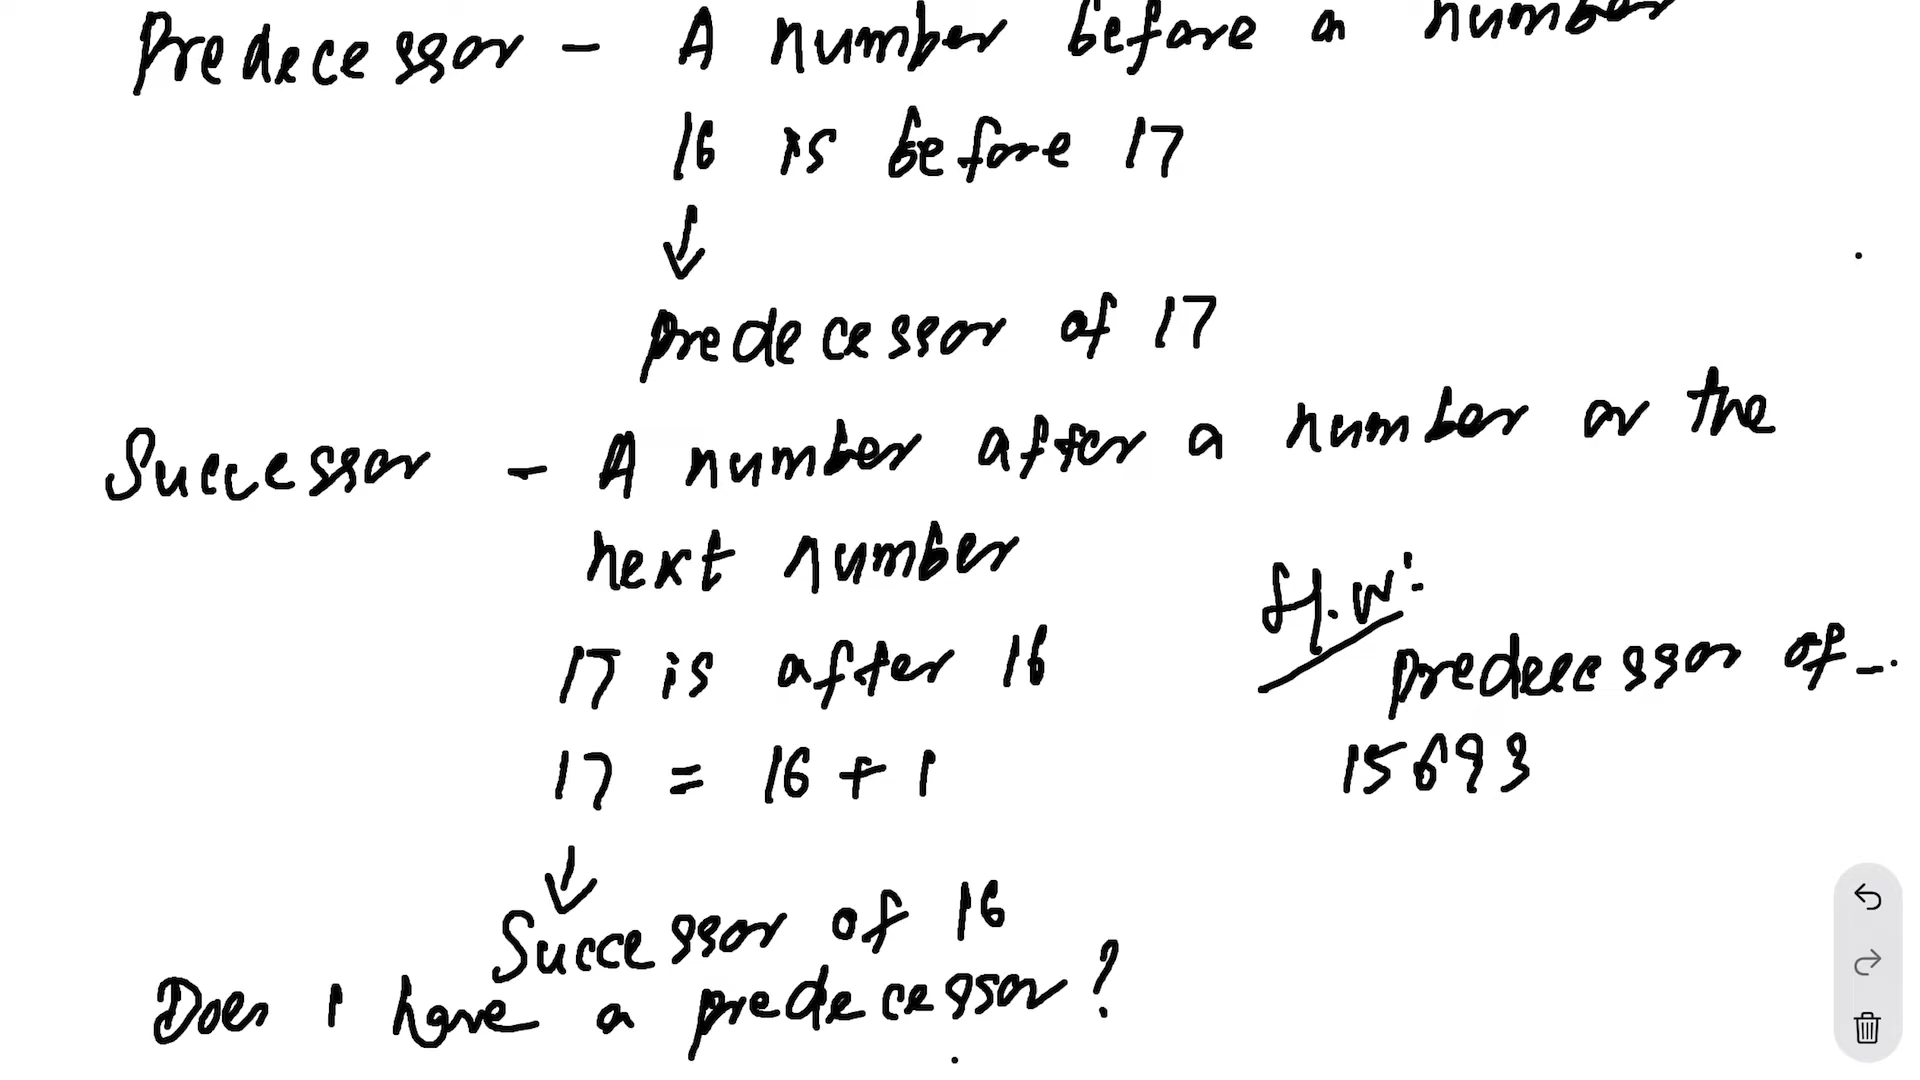 Predecessor - A number before a number
16 is before 17
↓
predecessor of 17
Successor - A number after a number or the
next number
17 is after 16
17 = 16 + 1
↓
Successor of 16
Does 1 have a predecessor?
H.W:-
predecessor of -.
15693